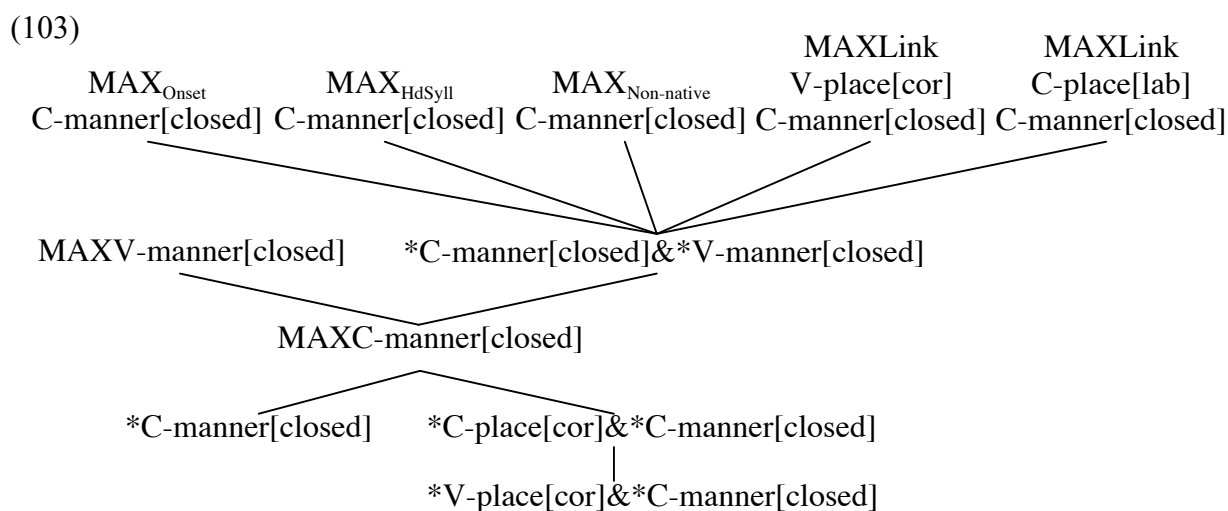 (103)
MAXLink MAXLink
MAXOnset MAXHdSyll MAXNon-native V-place[cor] C-place[lab]
C-manner[closed] C-manner[closed] C-manner[closed] C-manner[closed] C-manner[closed]
MAXV-manner[closed] *C-manner[closed]&*V-manner[closed]
MAXC-manner[closed]
*C-manner[closed] *C-place[cor]&*C-manner[closed]
*V-place[cor]&*C-manner[closed]